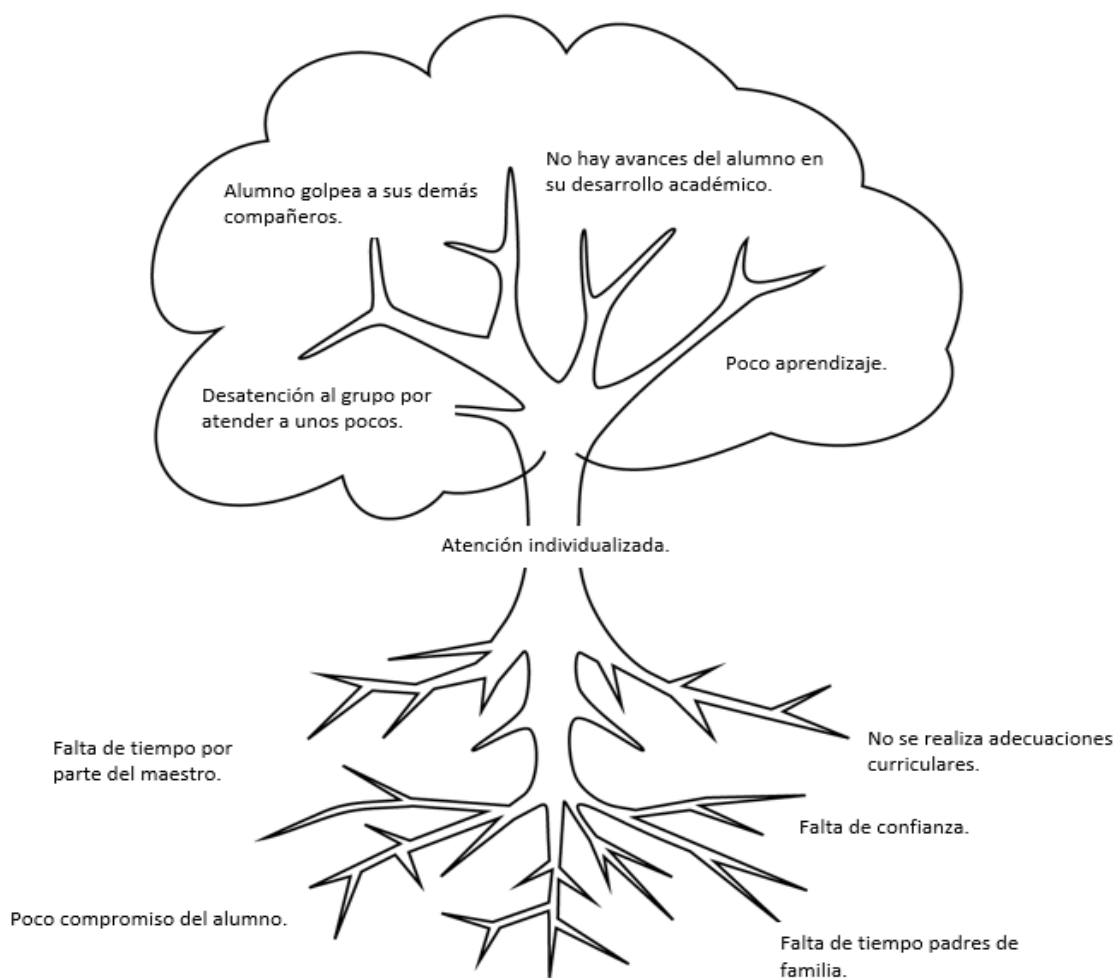 No hay avances del alumno en
su desarrollo académico.
Alumno golpea a sus demás
compañeros.
Poco aprendizaje.
Desatención al grupo por
atender a unos pocos.
Atención individualizada.
Falta de tiempo por
parte del maestro.
No se realiza adecuaciones
curriculares.
Falta de confianza.
Poco compromiso del alumno.
Falta de tiempo padres de
familia.